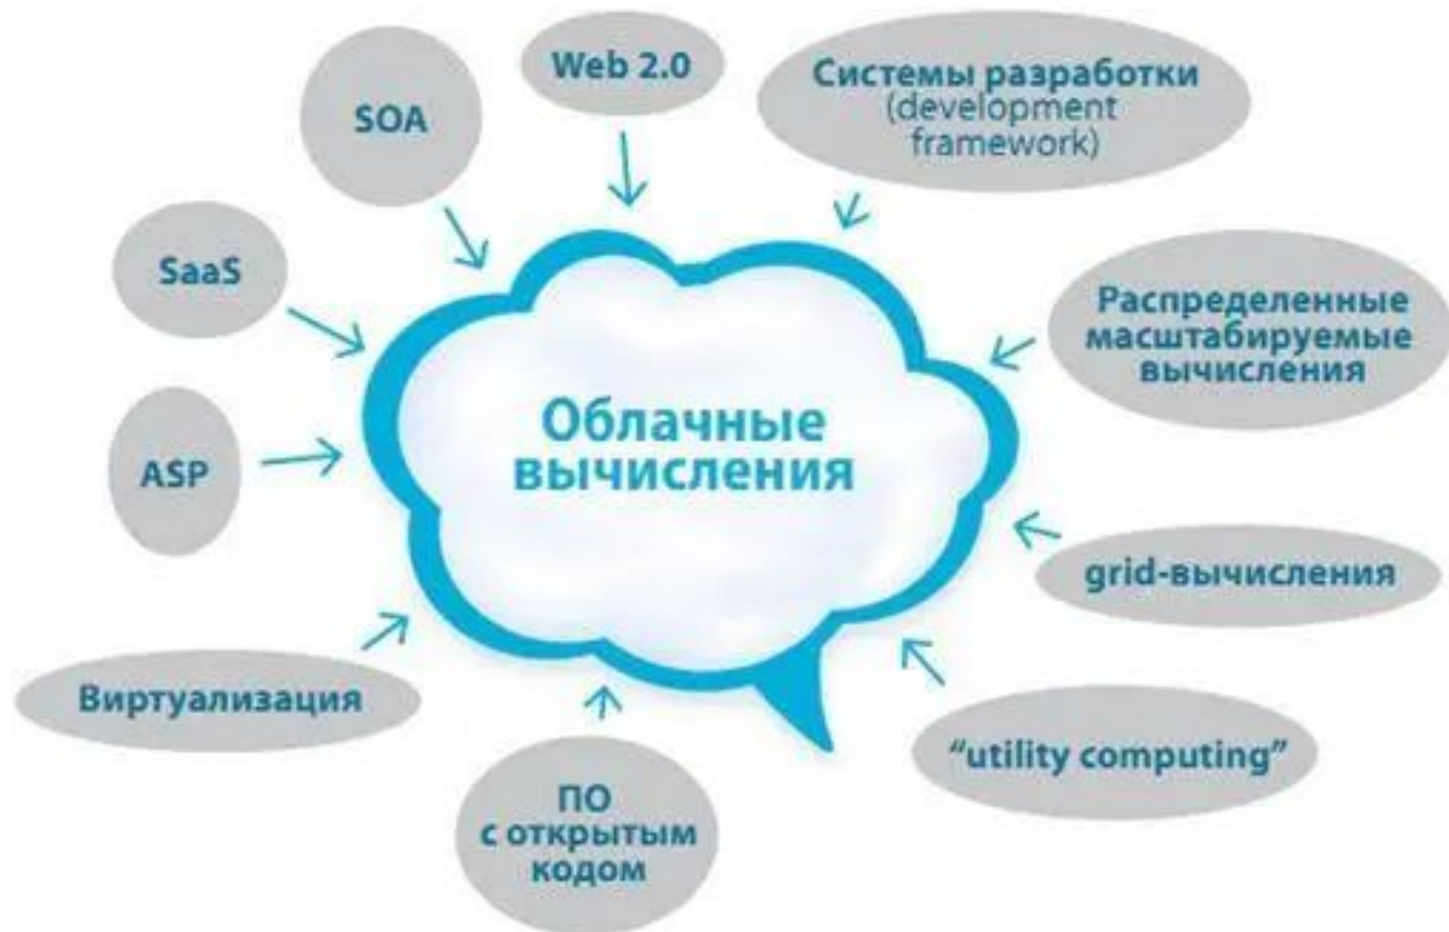 Web 2.0
SOA
Системы разработки
(development
framework)
SaaS
Распределенные
масштабируемые
вычисления
Облачные
вычисления
ASP
grid-вычисления
Виртуализация
“utility computing”
ПО
с открытым
кодом